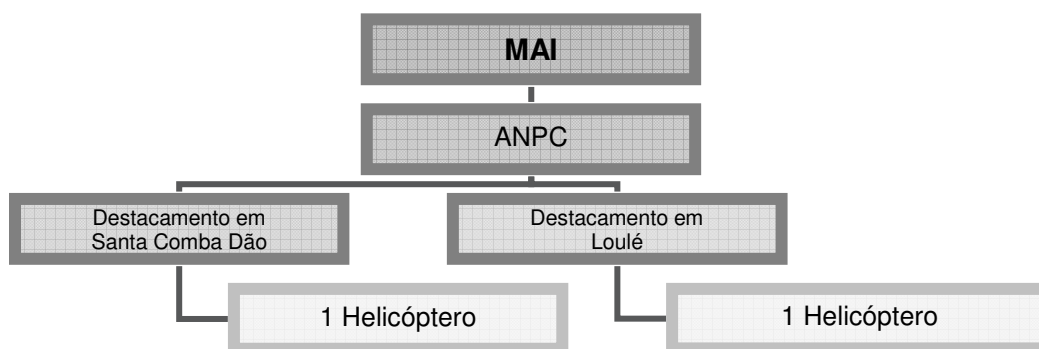 MAI
ANPC
Destacamento em
Santa Comba Dão
Destacamento em
Loulé
1 Helicóptero
1 Helicóptero